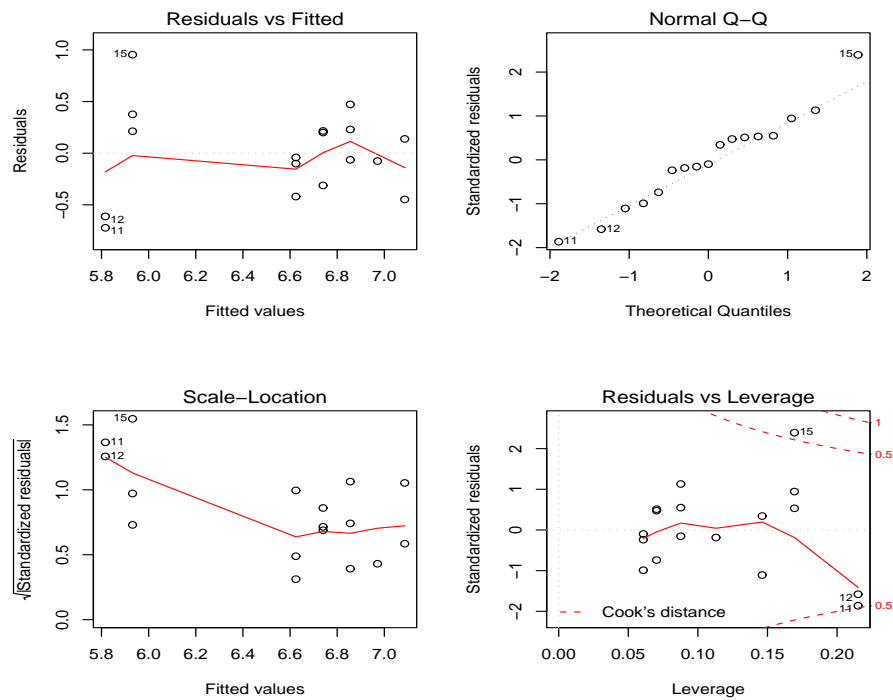 Residuals vs Fitted
Residuals
1.0
0.5
0.0
−0.5
15
12
11
5.8 6.0 6.2 6.4 6.6 6.8 7.0
Fitted values
Normal Q−Q
Standardized residuals
2
1
0
−1
−2
15
11
12
−2 −1 0 1 2
Theoretical Quantiles
Scale−Location
√|Standardized residuals|
1.5
1.0
0.5
0.0
15
11
12
5.8 6.0 6.2 6.4 6.6 6.8 7.0
Fitted values
Residuals vs Leverage
Standardized residuals
2
1
0
−1
−2
15
1
0.5
12
11
0.5
Cook's distance
0.00 0.05 0.10 0.15 0.20
Leverage